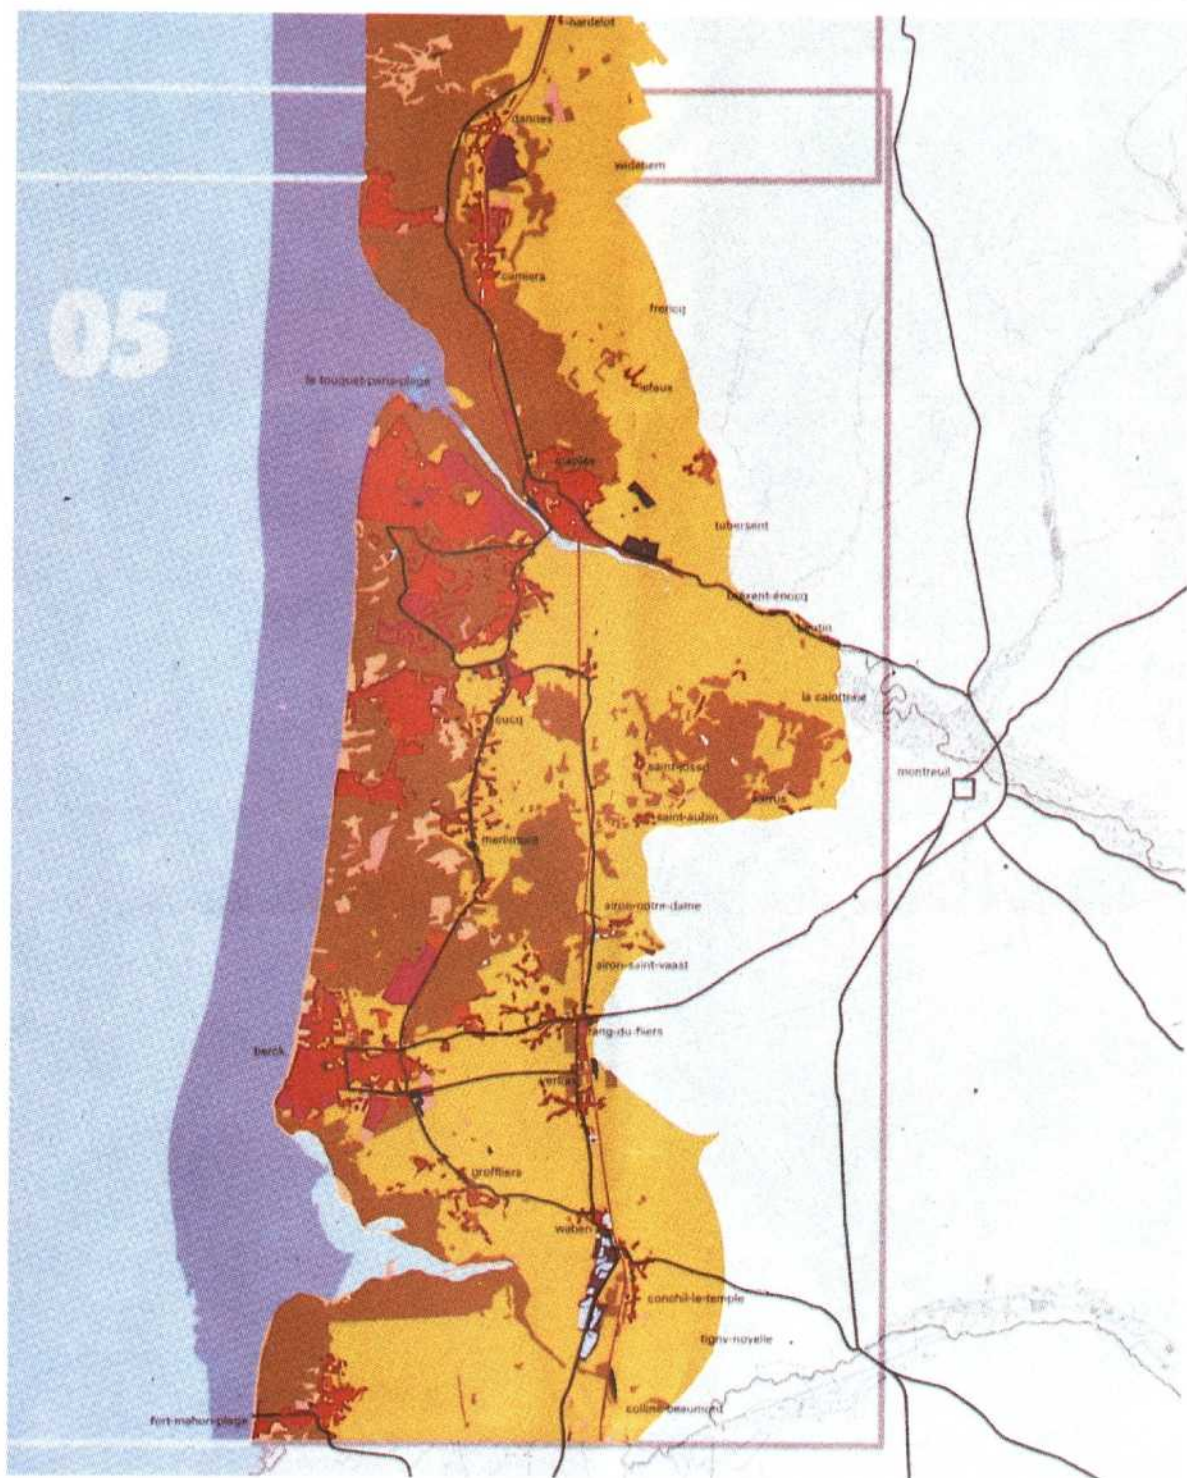 hardelot
dannes
widehem
camiers
frencq
05
le touquet-paris-plage
lefaux
etaples
tubersent
bréxent-énocq
beutin
la calotterie
cucq
saint-josse
montreuil
sorrus
saint-aubin
merlimont
airon-notre-dame
airon-saint-vaast
rang-du-fliers
berck
verton
groffliers
waben
conchil-le-temple
tigny-noyelle
colline-beaumont
fort-mahon-plage